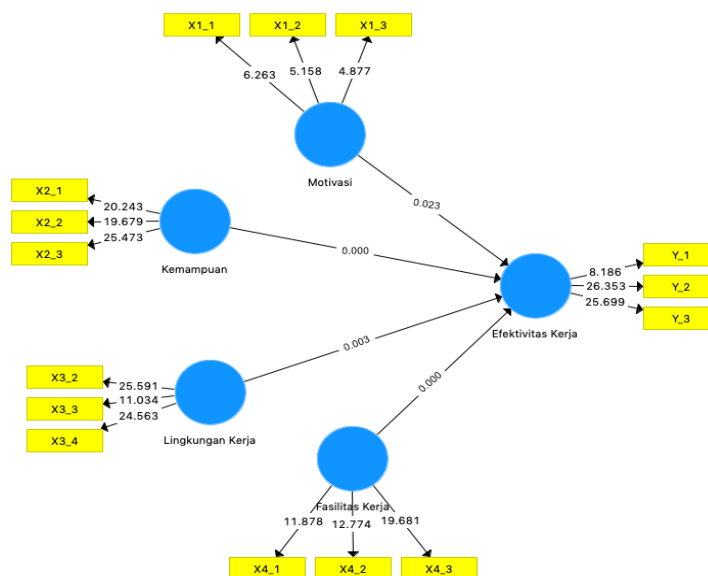 X1_1
X1_2
X1_3
6.263
5.158
4.877
Motivasi
0.023
X2_1
X2_2
X2_3
20.243
19.679
25.473
Kemampuan
0.000
Y_1
Y_2
Y_3
8.186
26.353
25.699
Efektivitas Kerja
X3_2
X3_3
X3_4
25.591
11.034
24.563
Lingkungan Kerja
0.003
0.000
Fasilitas Kerja
11.878
12.774
19.681
X4_1
X4_2
X4_3